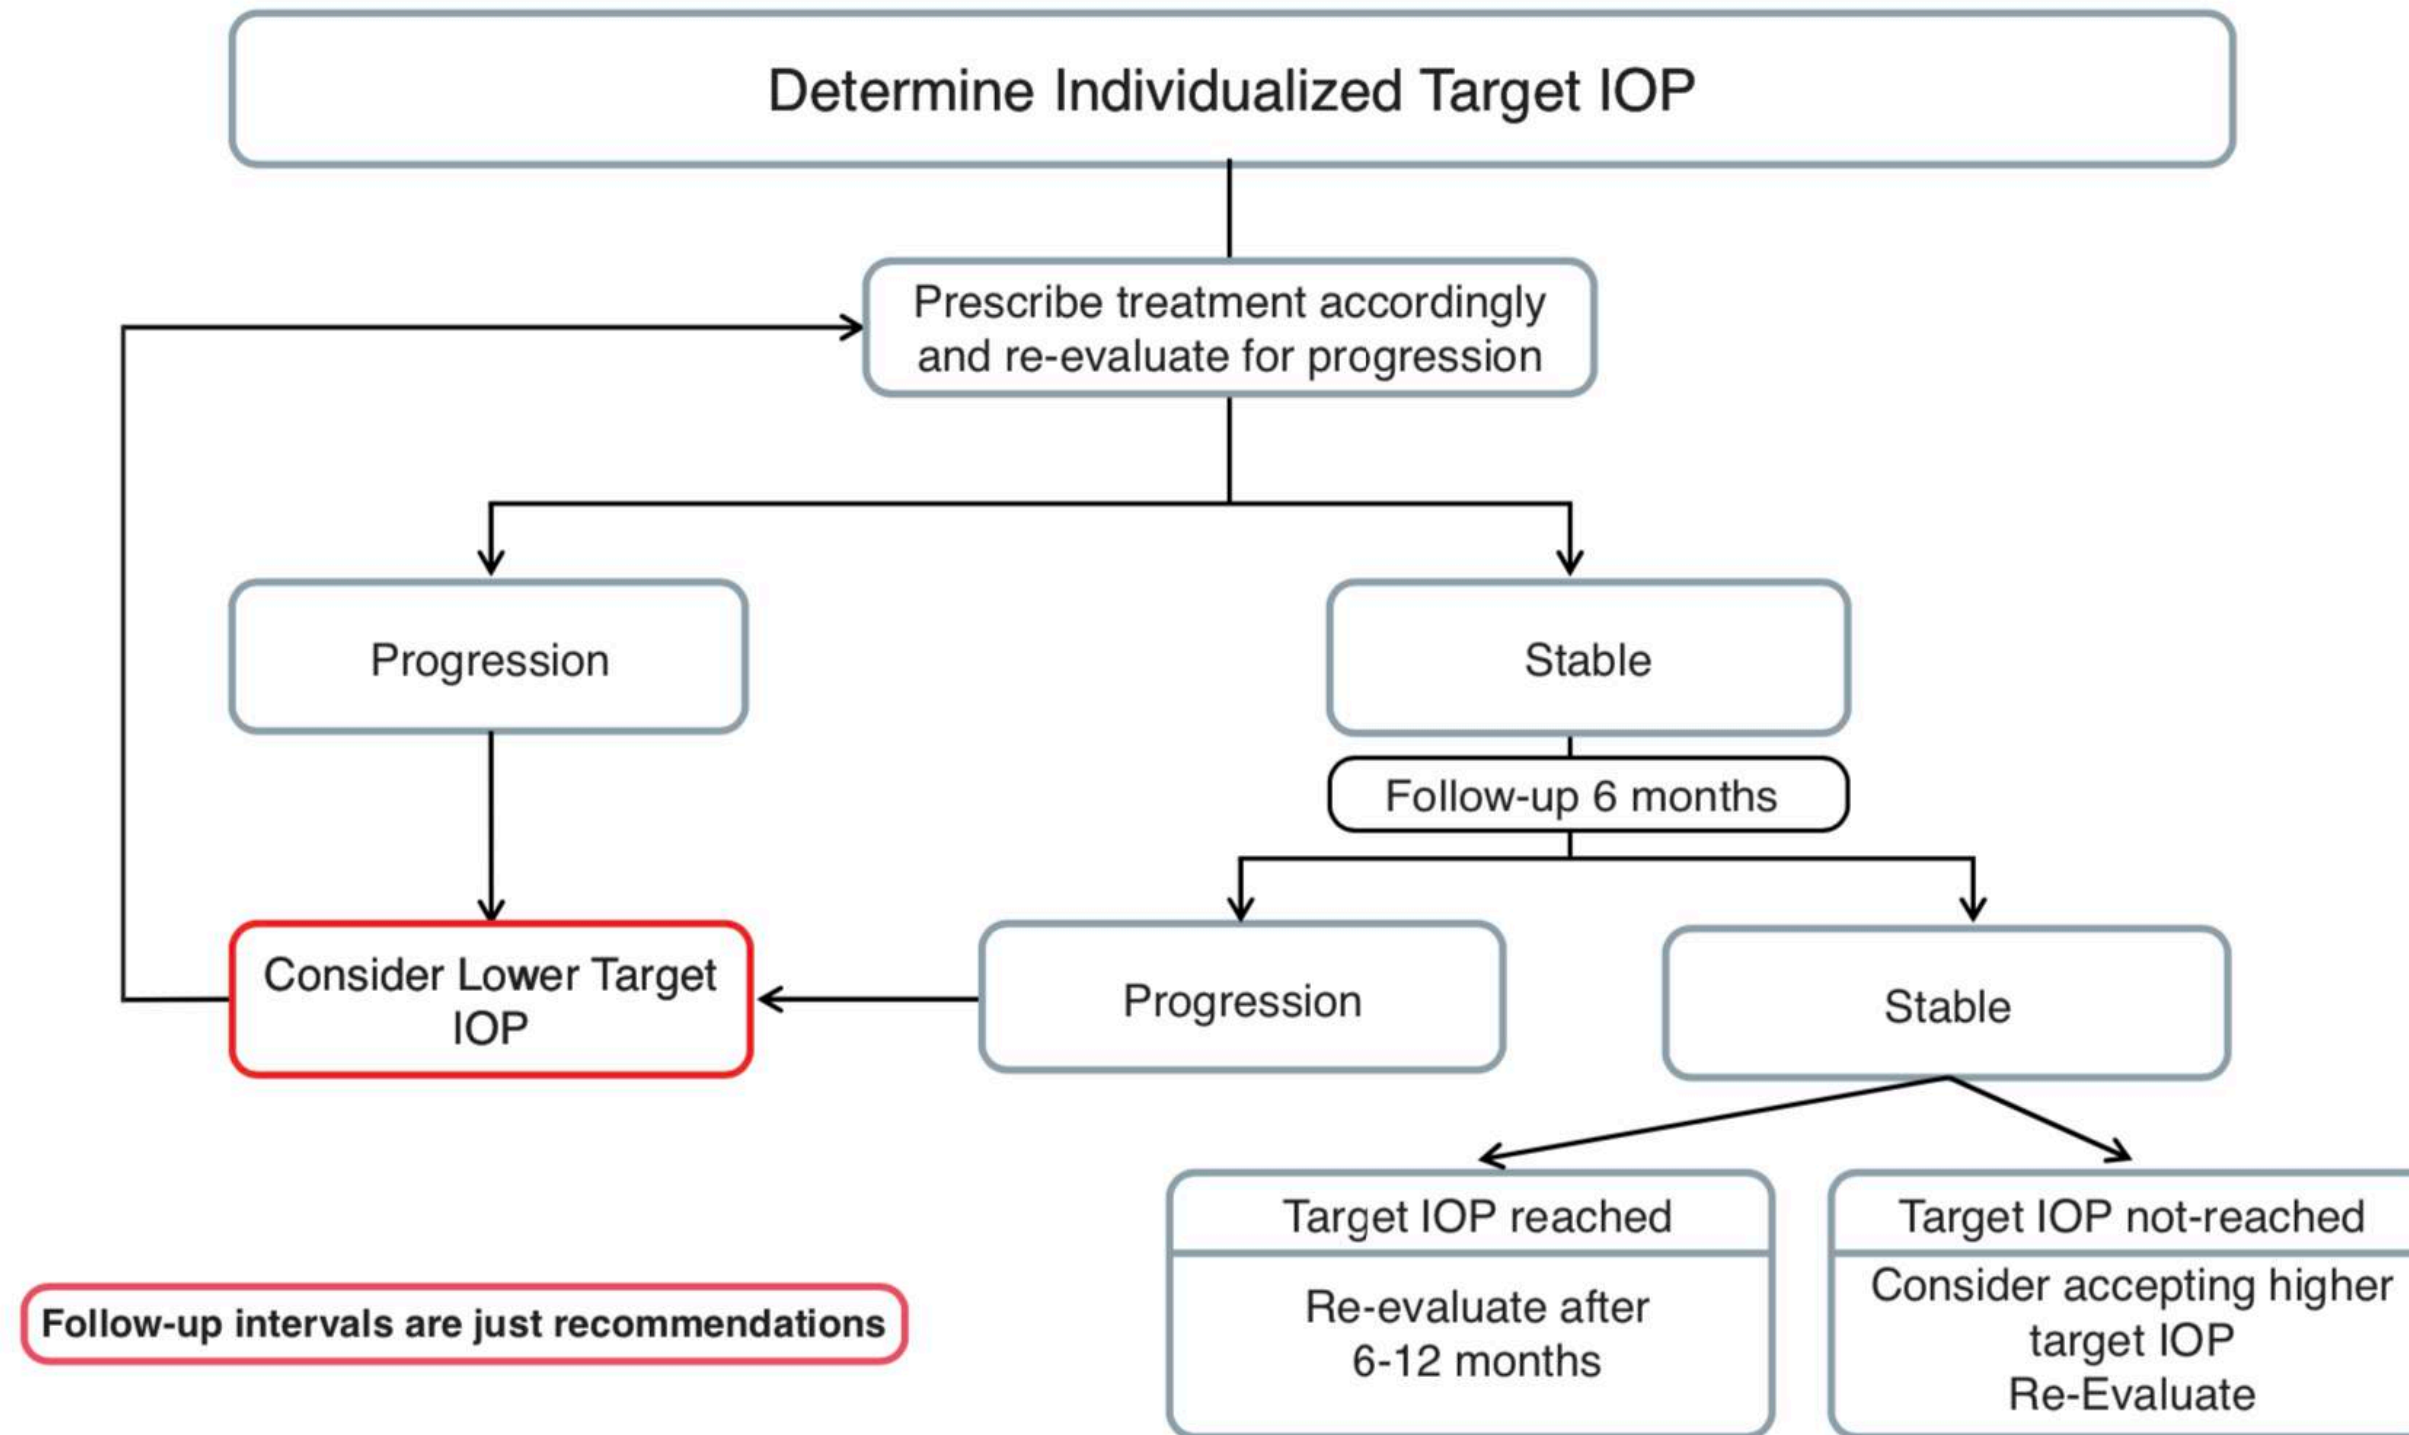 Determine Individualized Target IOP
Prescribe treatment accordingly
and re-evaluate for progression
Progression
Stable
Follow-up 6 months
Consider Lower Target
IOP
Progression
Stable
Target IOP reached
Re-evaluate after
6-12 months
Target IOP not-reached
Consider accepting higher
target IOP
Re-Evaluate
Follow-up intervals are just recommendations